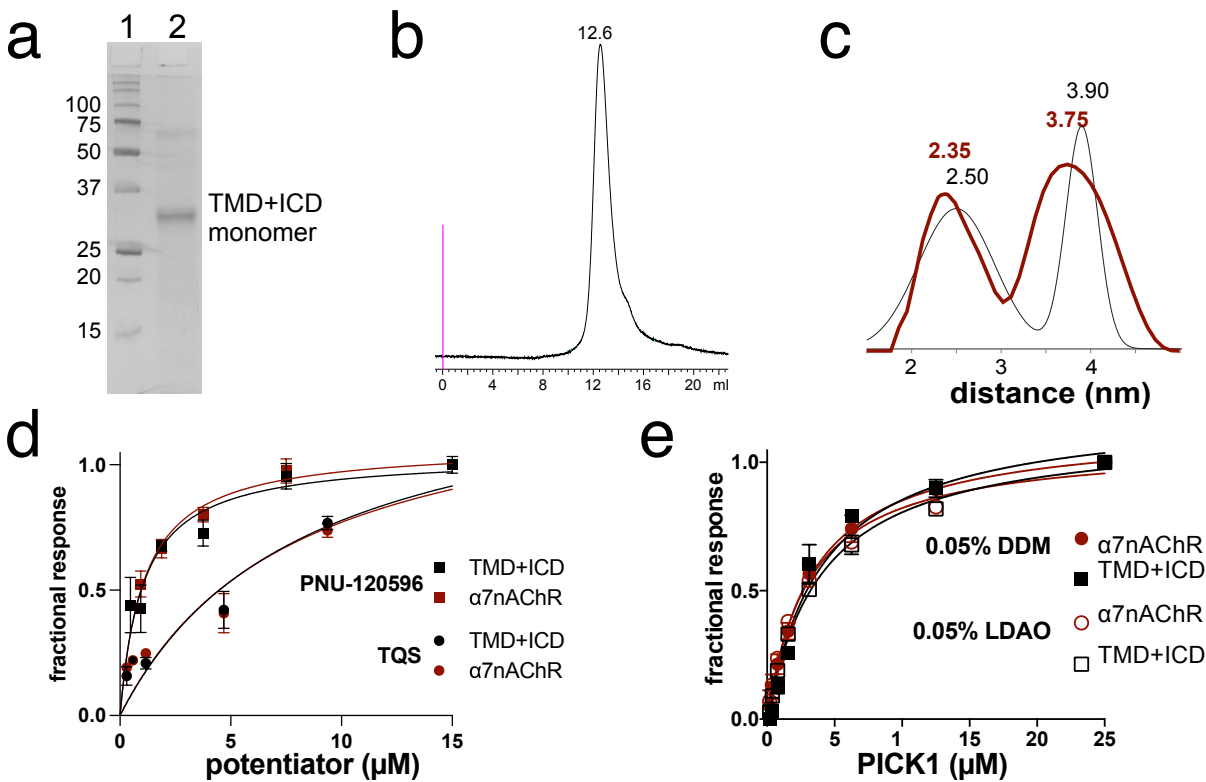 a
1 2
100
75
50
37
25
20
15
TMD+ICD
monomer
b
12.6
0 4 8 12 16 20 ml
c
3.90
3.75
2.35
2.50
2 3 4
distance (nm)
d
fractional response
1.0
0.5
0.0
PNU-120596
TMD+ICD
α7nAChR
TQS
TMD+ICD
α7nAChR
0 5 10 15
potentiator (µM)
e
fractional response
1.0
0.5
0.0
0.05% DDM
α7nAChR
TMD+ICD
0.05% LDAO
α7nAChR
TMD+ICD
0 5 10 15 20 25
PICK1 (µM)